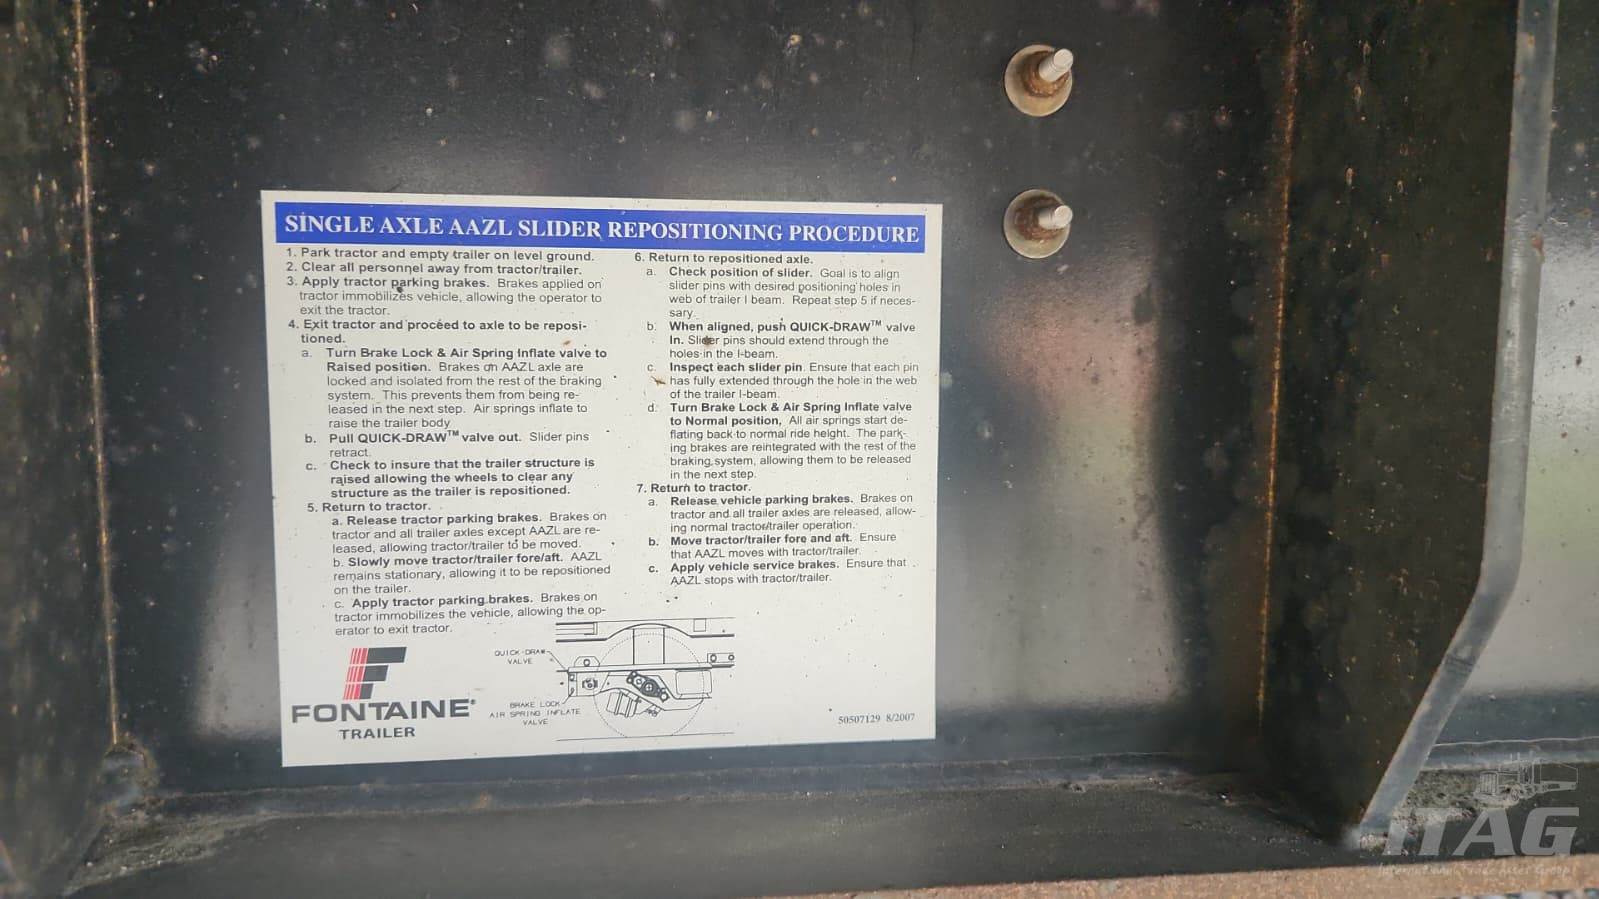 SINGLE AXLE AAZL SLIDER REPOSITIONING PROCEDURE
1. Park tractor and empty trailer on level ground.
2. Clear all personnel away from tractor/trailer.
3. Apply tractor parking brakes. Brakes applied on
tractor immobilizes vehicle, allowing the operator to
exit the tractor.
4. Exit tractor and proceed to axle to be reposi-
tioned.
a. Turn Brake Lock & Air Spring Inflate valve to
Raised position. Brakes on AAZL axle are
locked and isolated from the rest of the braking
system. This prevents them from being re-
leased in the next step. Air springs inflate to
raise the trailer body
b. Pull QUICK-DRAW™ valve out. Slider pins
retract.
c. Check to insure that the trailer structure is
raised allowing the wheels to clear any
structure as the trailer is repositioned.
5. Return to tractor.
a. Release tractor parking brakes. Brakes on
tractor and all trailer axles except AAZL are re-
leased, allowing tractor/trailer to be moved.
b. Slowly move tractor/trailer fore/aft. AAZL
remains stationary, allowing it to be repositioned
on the trailer.
c. Apply tractor parking brakes. Brakes on
tractor immobilizes the vehicle, allowing the op-
erator to exit tractor.
6. Return to repositioned axle.
a. Check position of slider. Goal is to align
slider pins with desired positioning holes in
web of trailer I beam. Repeat step 5 if neces-
sary.
b. When aligned, push QUICK-DRAW™ valve
In. Slider pins should extend through the
holes in the I-beam.
c. Inspect each slider pin. Ensure that each pin
has fully extended through the hole in the web
of the trailer I-beam.
d. Turn Brake Lock & Air Spring Inflate valve
to Normal position, All air springs start de-
flating back to normal ride height. The park-
ing brakes are reintegrated with the rest of the
braking system, allowing them to be released
in the next step.
7. Return to tractor.
a. Release vehicle parking brakes. Brakes on
tractor and all trailer axles are released, allow-
ing normal tractor/trailer operation.
b. Move tractor/trailer fore and aft. Ensure
that AAZL moves with tractor/trailer.
c. Apply vehicle service brakes. Ensure that
AAZL stops with tractor/trailer.
QUICK-DRAW
VALVE
BRAKE LOCK
AIR SPRING INFLATE
VALVE
FONTAINE®
TRAILER
50507129 8/2007
ITAG
International Trade Asset Group